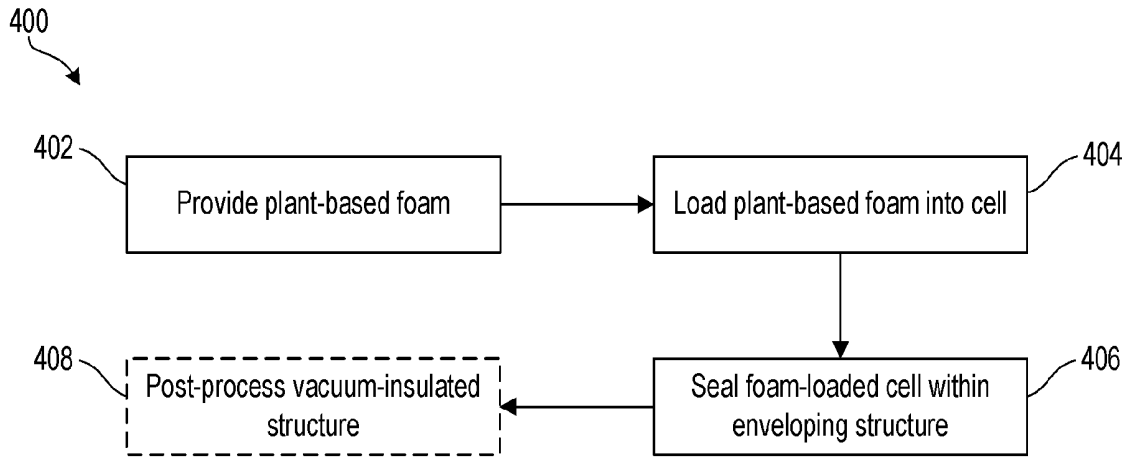 400
402
Provide plant-based foam
404
Load plant-based foam into cell
408
Post-process vacuum-insulated
structure
406
Seal foam-loaded cell within
enveloping structure